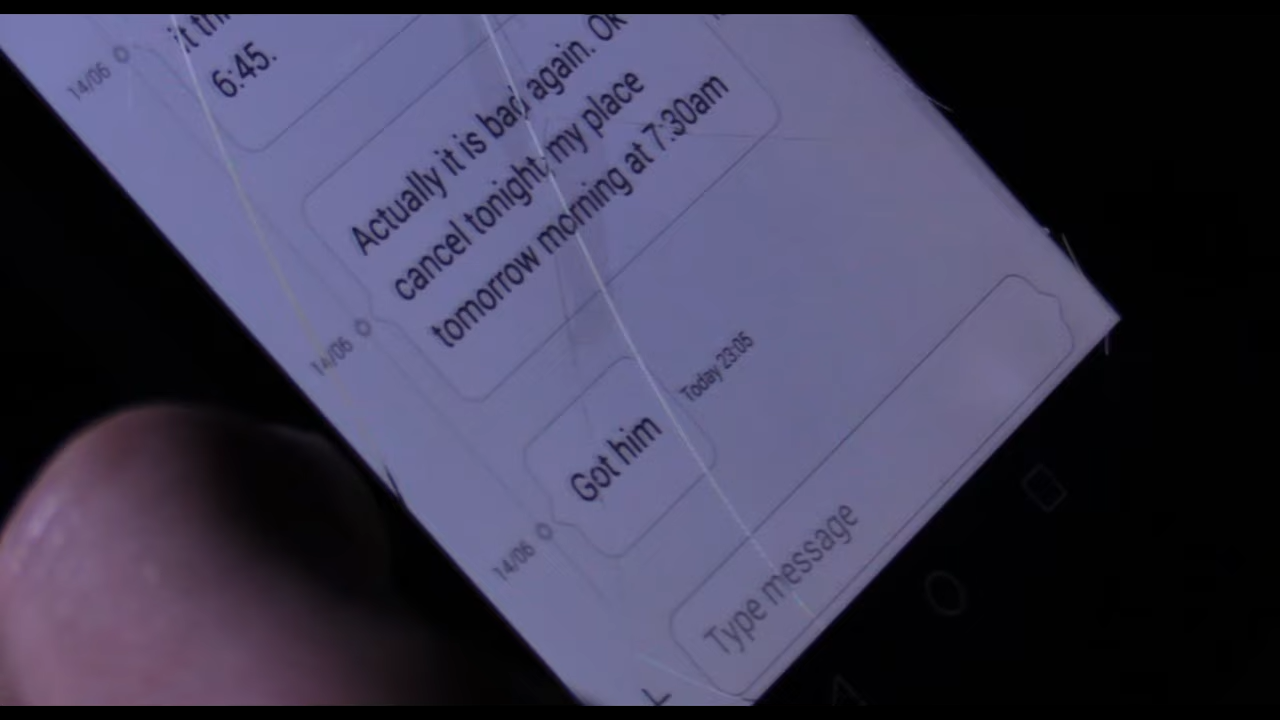 it
6:45.
14/06
Actually it is bad again. Ok
cancel tonight. my place
tomorrow morning at 7:30am
14/06
Today 23:05
Got him
14/06
Type message